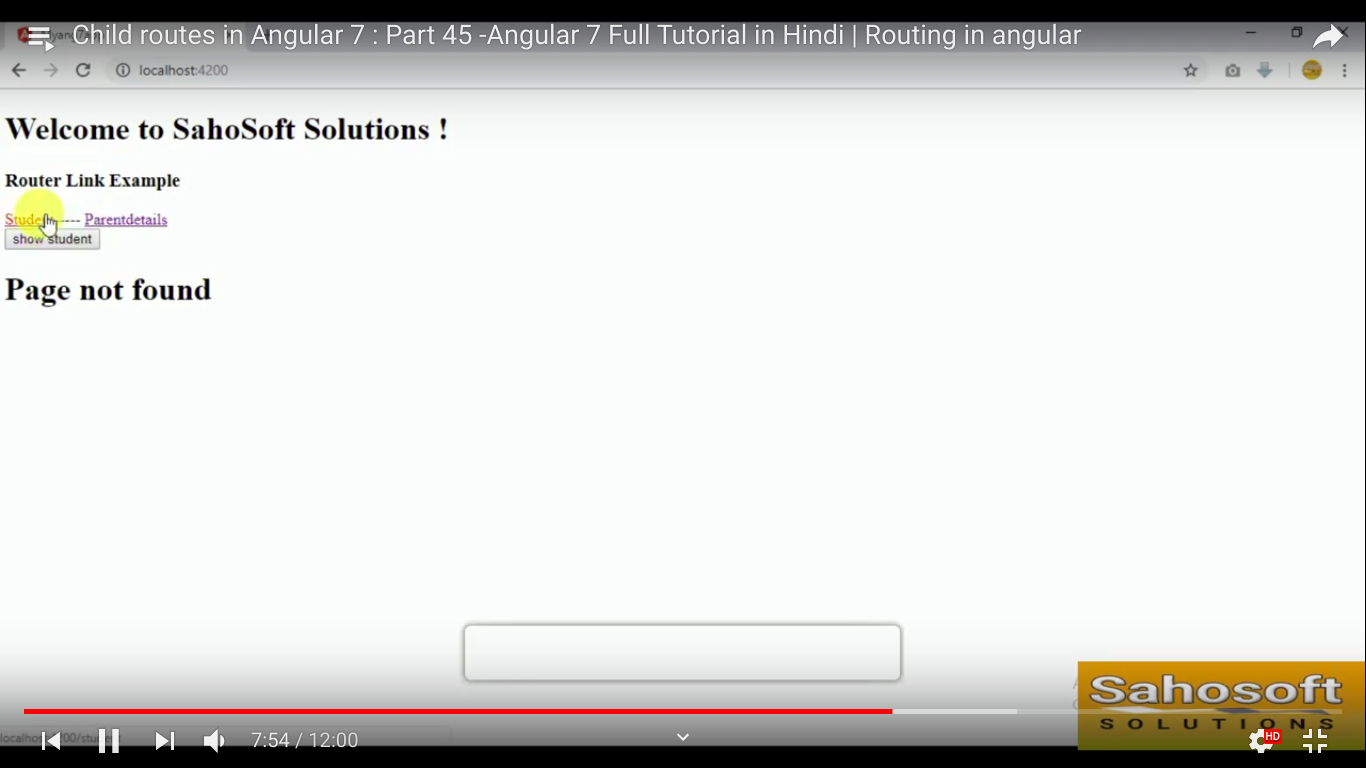 Child routes in Angular 7 : Part 45 -Angular 7 Full Tutorial in Hindi | Routing in angular
localhost:4200
Welcome to SahoSoft Solutions !
Router Link Example
Student ---- Parentdetails
show student
Page not found
Sahosoft
SOLUTIONS
7:54 / 12:00
HD